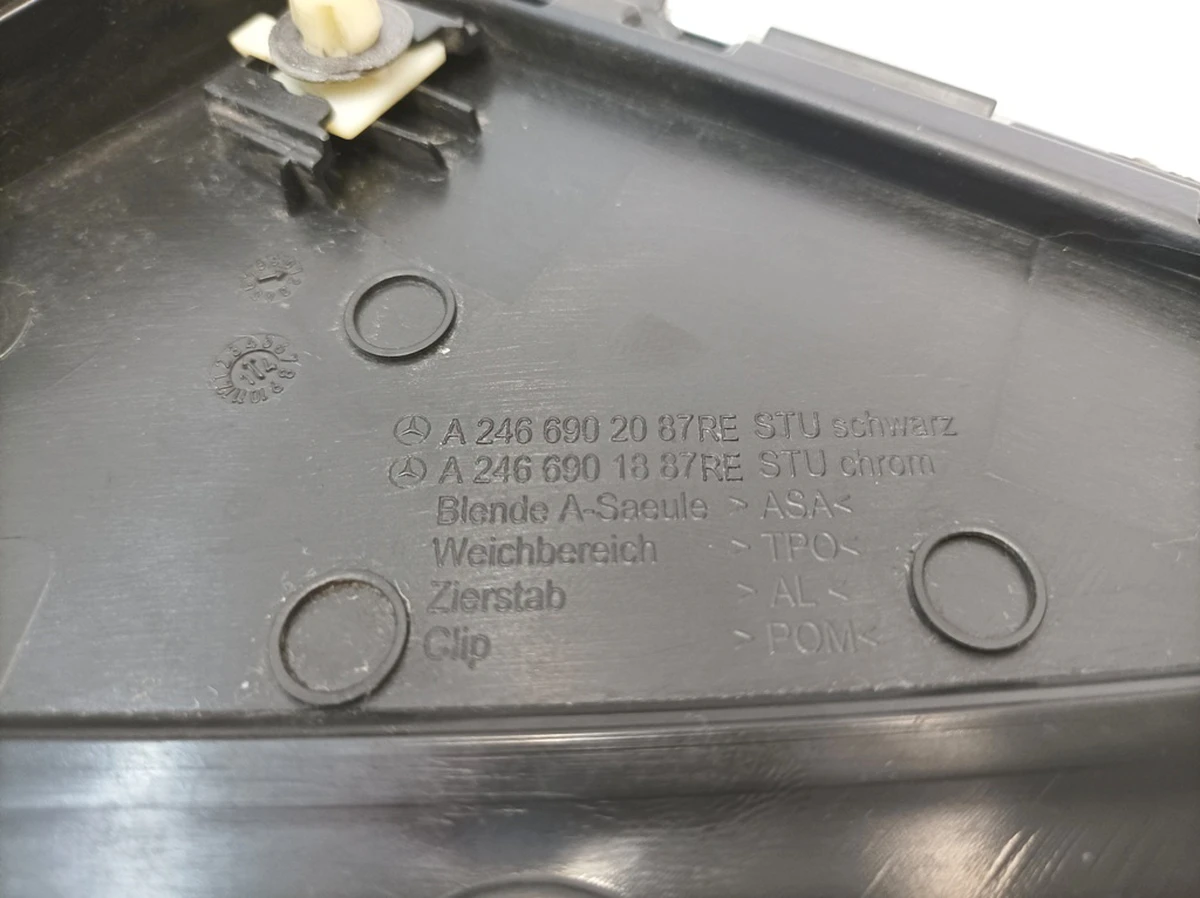 A 246 690 20 87RE STU schwarz
A 246 690 18 87RE STU chrom
Blende A-Saeule >ASA<
Weichbereich >TPO<
Zierstab >AL<
Clip >POM<